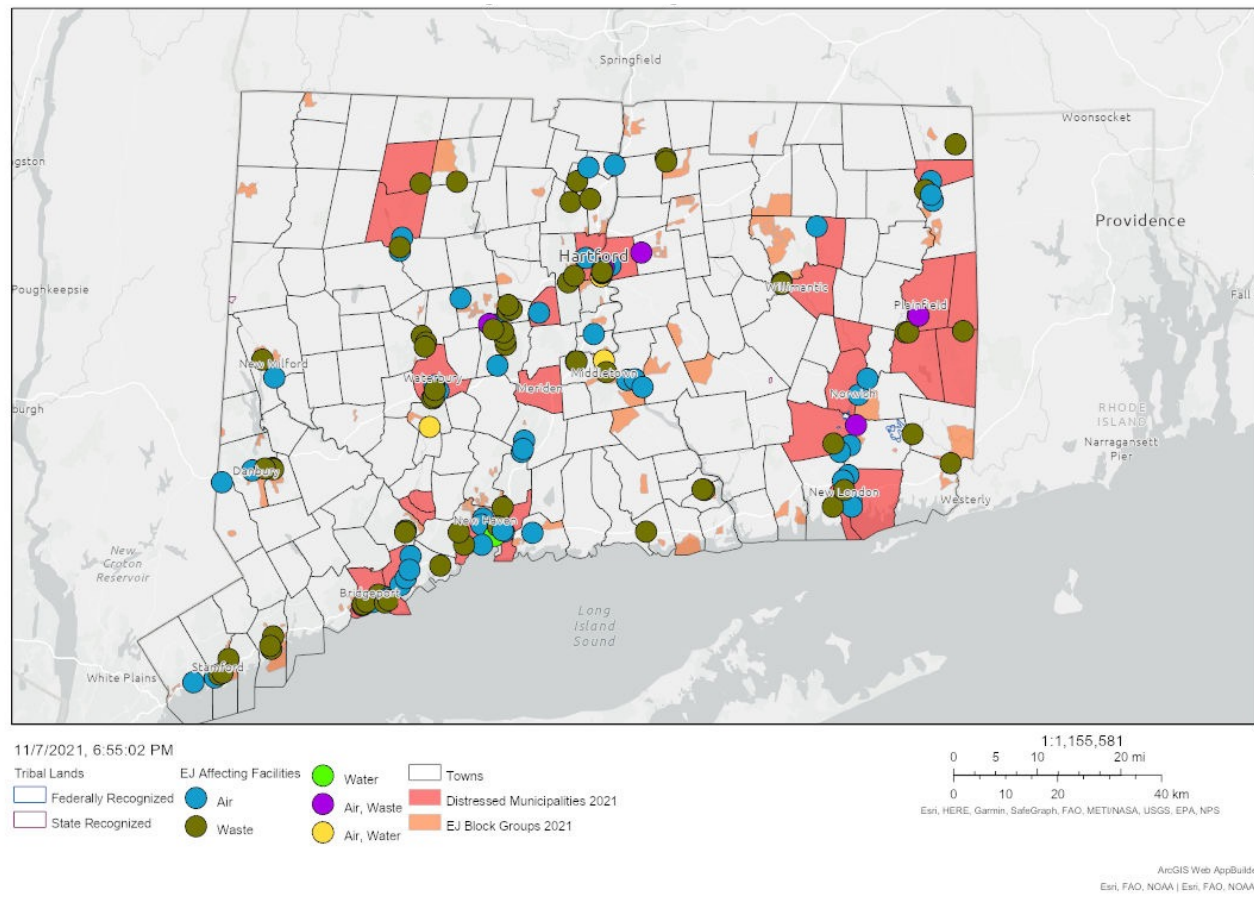 Springfield
Woonsocket
ngston
Providence
Hartford
Poughkeepsie
Willimantic
Plainfield
Fall
New Milford
Waterbury
Meriden
Middletown
Norwich
burgh
RHODE
ISLAND
Narragansett
Pier
Danbury
New London
Westerly
New Haven
New
Croton
Reservoir
Bridgeport
Long
Island
Sound
Stamford
White Plains
11/7/2021, 6:55:02 PM
Tribal Lands
Federally Recognized
State Recognized
EJ Affecting Facilities
Air
Waste
Water
Air, Waste
Air, Water
Towns
Distressed Municipalities 2021
EJ Block Groups 2021
1:1,155,581
0 5 10 20 mi
0 10 20 40 km
Esri, HERE, Garmin, SafeGraph, FAO, METI/NASA, USGS, EPA, NPS
ArcGIS Web AppBuilde
Esri, FAO, NOAA | Esri, FAO, NOAA